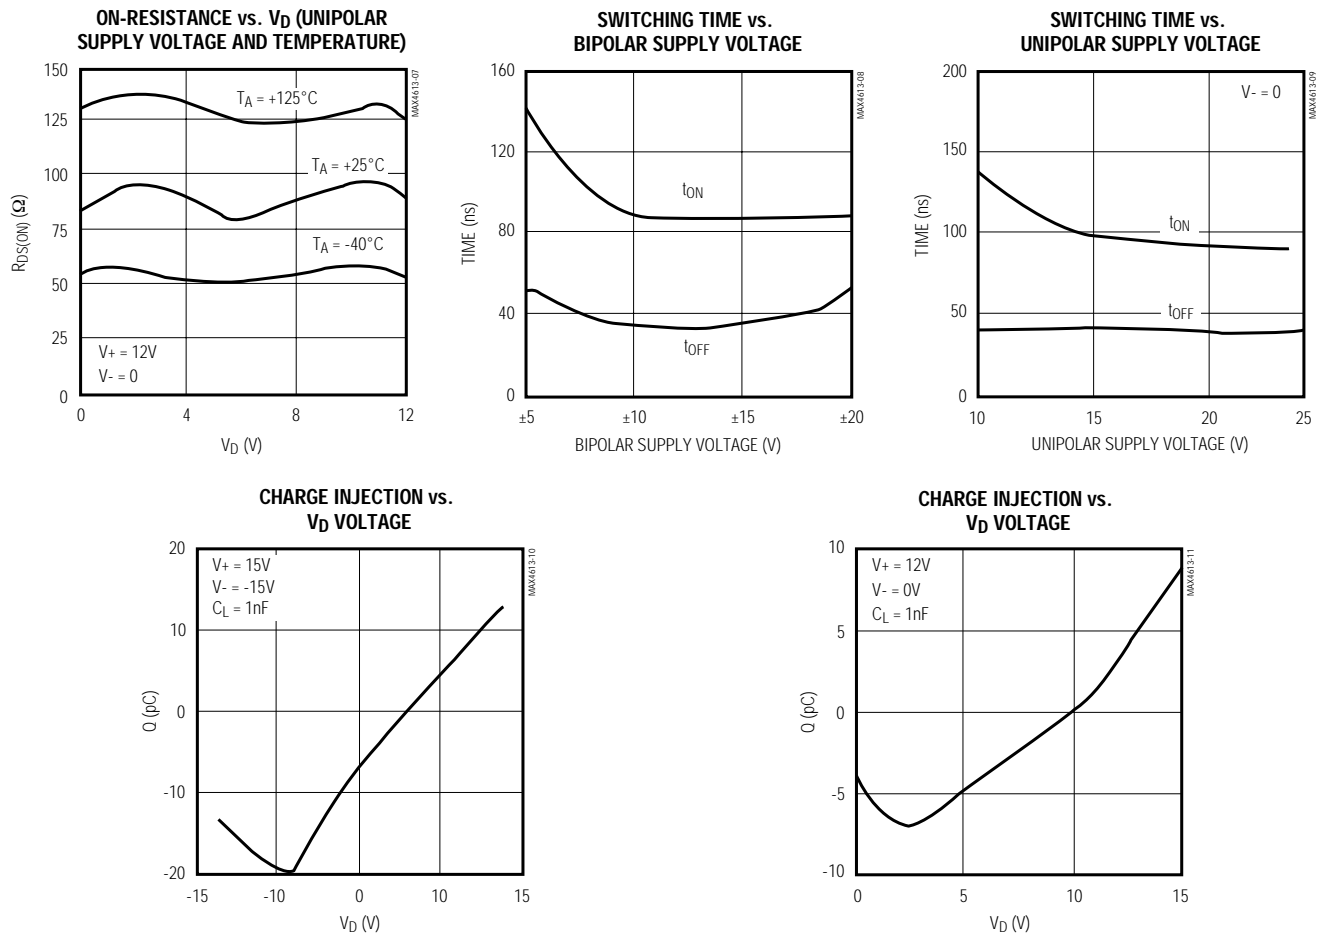 ON-RESISTANCE vs. VD (UNIPOLAR
SUPPLY VOLTAGE AND TEMPERATURE)
150
125
100
75
50
25
0
RDS(ON) (Ω)
TA = +125°C
TA = +25°C
TA = -40°C
V+ = 12V
V- = 0
MAX4613-07
0
4
8
12
VD (V)
SWITCHING TIME vs.
BIPOLAR SUPPLY VOLTAGE
160
120
80
40
0
TIME (ns)
tON
tOFF
MAX4613-08
±5
±10
±15
±20
BIPOLAR SUPPLY VOLTAGE (V)
SWITCHING TIME vs.
UNIPOLAR SUPPLY VOLTAGE
200
150
100
50
0
TIME (ns)
V- = 0
tON
tOFF
MAX4613-09
10
15
20
25
UNIPOLAR SUPPLY VOLTAGE (V)
CHARGE INJECTION vs.
VD VOLTAGE
20
10
0
-10
-20
Q (pC)
V+ = 15V
V- = -15V
CL = 1nF
MAX4613-10
-15
-10
0
10
15
VD (V)
CHARGE INJECTION vs.
VD VOLTAGE
10
5
0
-5
-10
Q (pC)
V+ = 12V
V- = 0V
CL = 1nF
MAX4613-11
0
5
10
15
VD (V)